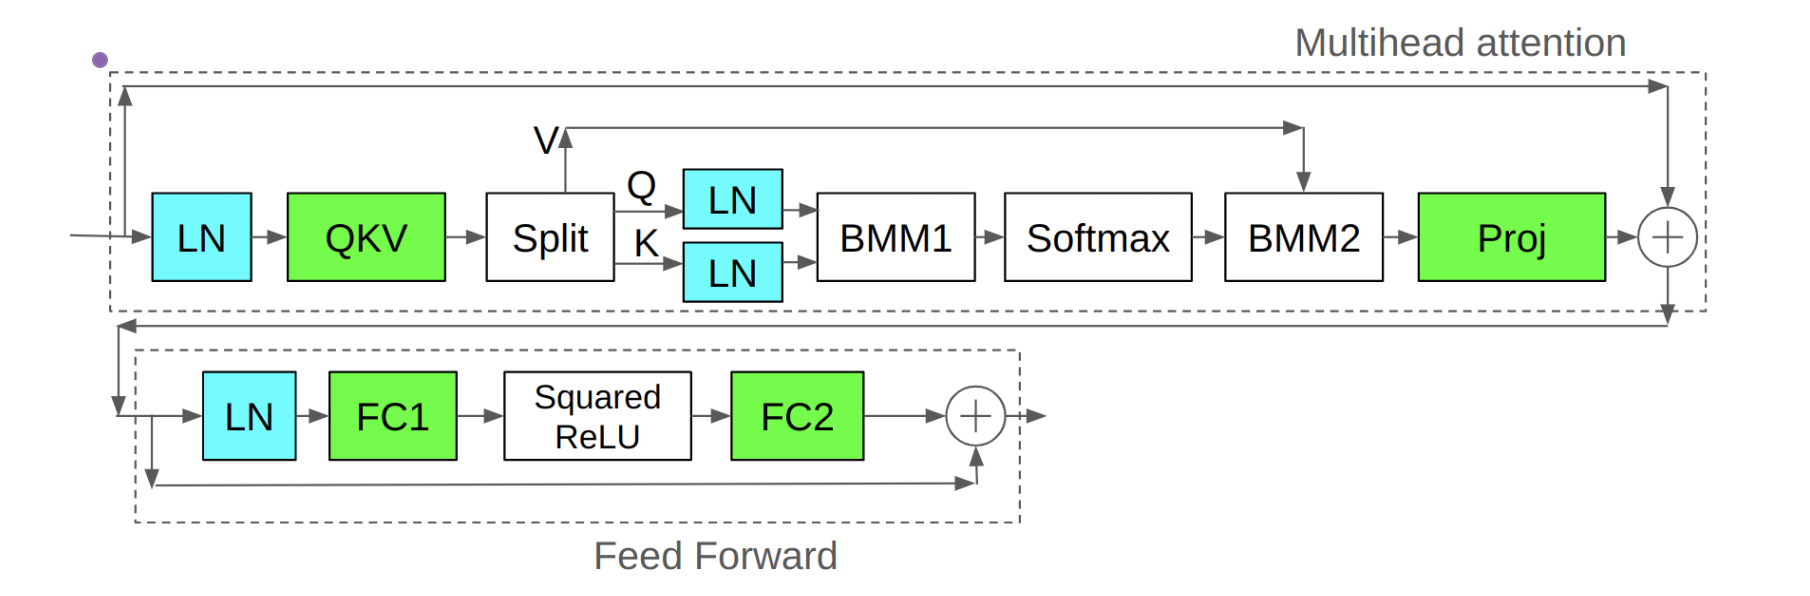 Multihead attention
V
Q
K
LN
QKV
Split
LN
LN
BMM1
Softmax
BMM2
Proj
LN
FC1
Squared
ReLU
FC2
Feed Forward